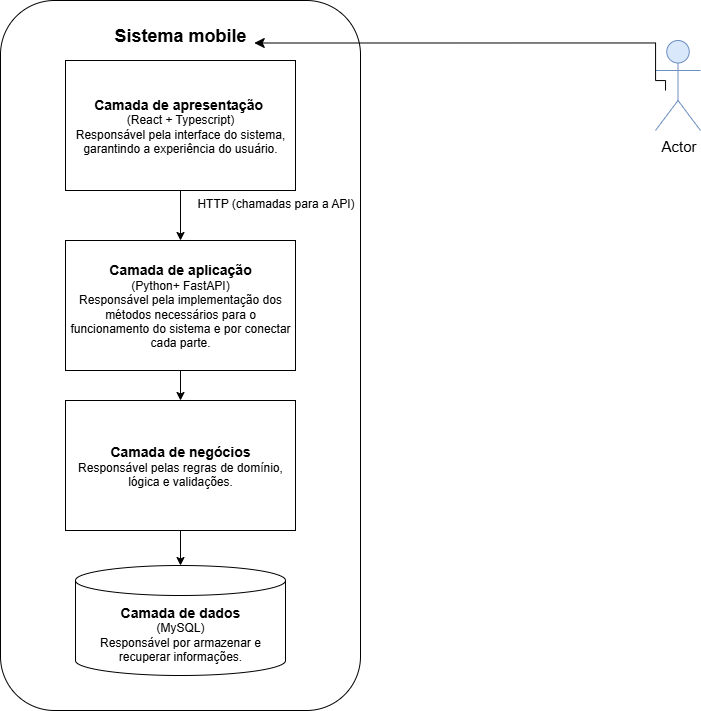 Sistema mobile
Camada de apresentação
(React + Typescript)
Responsável pela interface do sistema,
garantindo a experiência do usuário.
HTTP (chamadas para a API)
Camada de aplicação
(Python+ FastAPI)
Responsável pela implementação dos
métodos necessários para o
funcionamento do sistema e por conectar
cada parte.
Camada de negócios
Responsável pelas regras de domínio,
lógica e validações.
Camada de dados
(MySQL)
Responsável por armazenar e
recuperar informações.
Actor